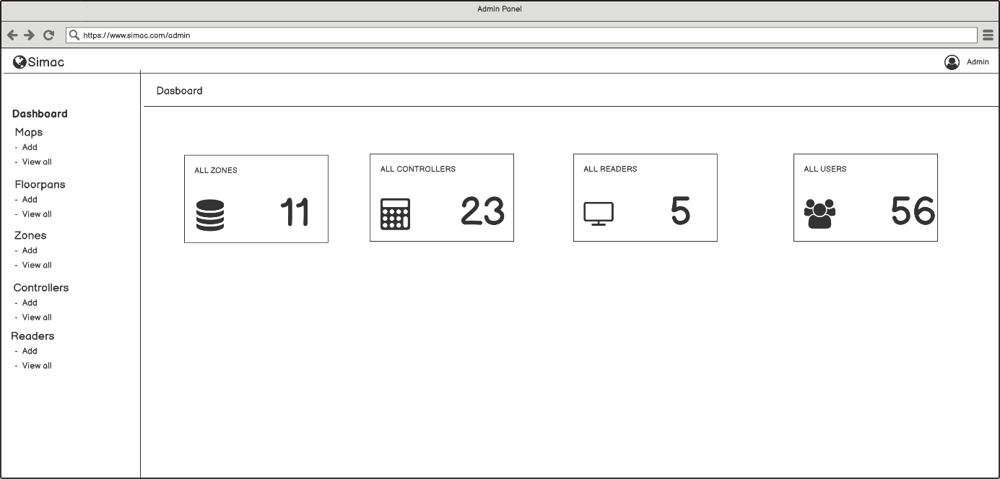 Admin Panel
https://www.simac.com/admin
Simac
Admin
Dasboard
Dashboard
Maps
- Add
- View all
Floorpans
- Add
- View all
Zones
- Add
- View all
Controllers
- Add
- View all
Readers
- Add
- View all
ALL ZONES
11
ALL CONTROLLERS
23
ALL READERS
5
ALL USERS
56